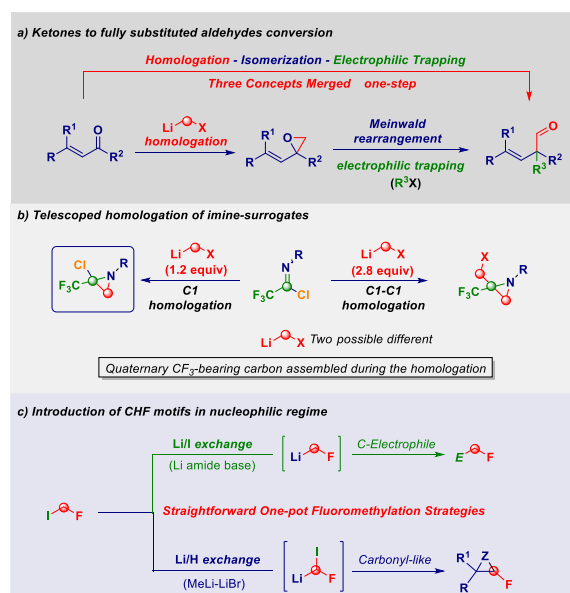 a) Ketones to fully substituted aldehydes conversion
Homologation - Isomerization - Electrophilic Trapping
Three Concepts Merged one-step
R1 O R R2
Li X
homologation
R1 O R R2
Meinwald
rearrangement
electrophilic trapping
(R3X)
R1 O R R2 R3
b) Telescoped homologation of imine-surrogates
Cl N R F3C
Li X
(1.2 equiv)
C1
homologation
N R F3C Cl
Li X
(2.8 equiv)
C1-C1
homologation
X N R F3C
Li X Two possible different
Quaternary CF3-bearing carbon assembled during the homologation
c) Introduction of CHF motifs in nucleophilic regime
Li/I exchange
(Li amide base)
Li F
C-Electrophile
E F
I F
Straightforward One-pot Fluoromethylation Strategies
Li/H exchange
(MeLi-LiBr)
I Li F
Carbonyl-like
R1 Z R F